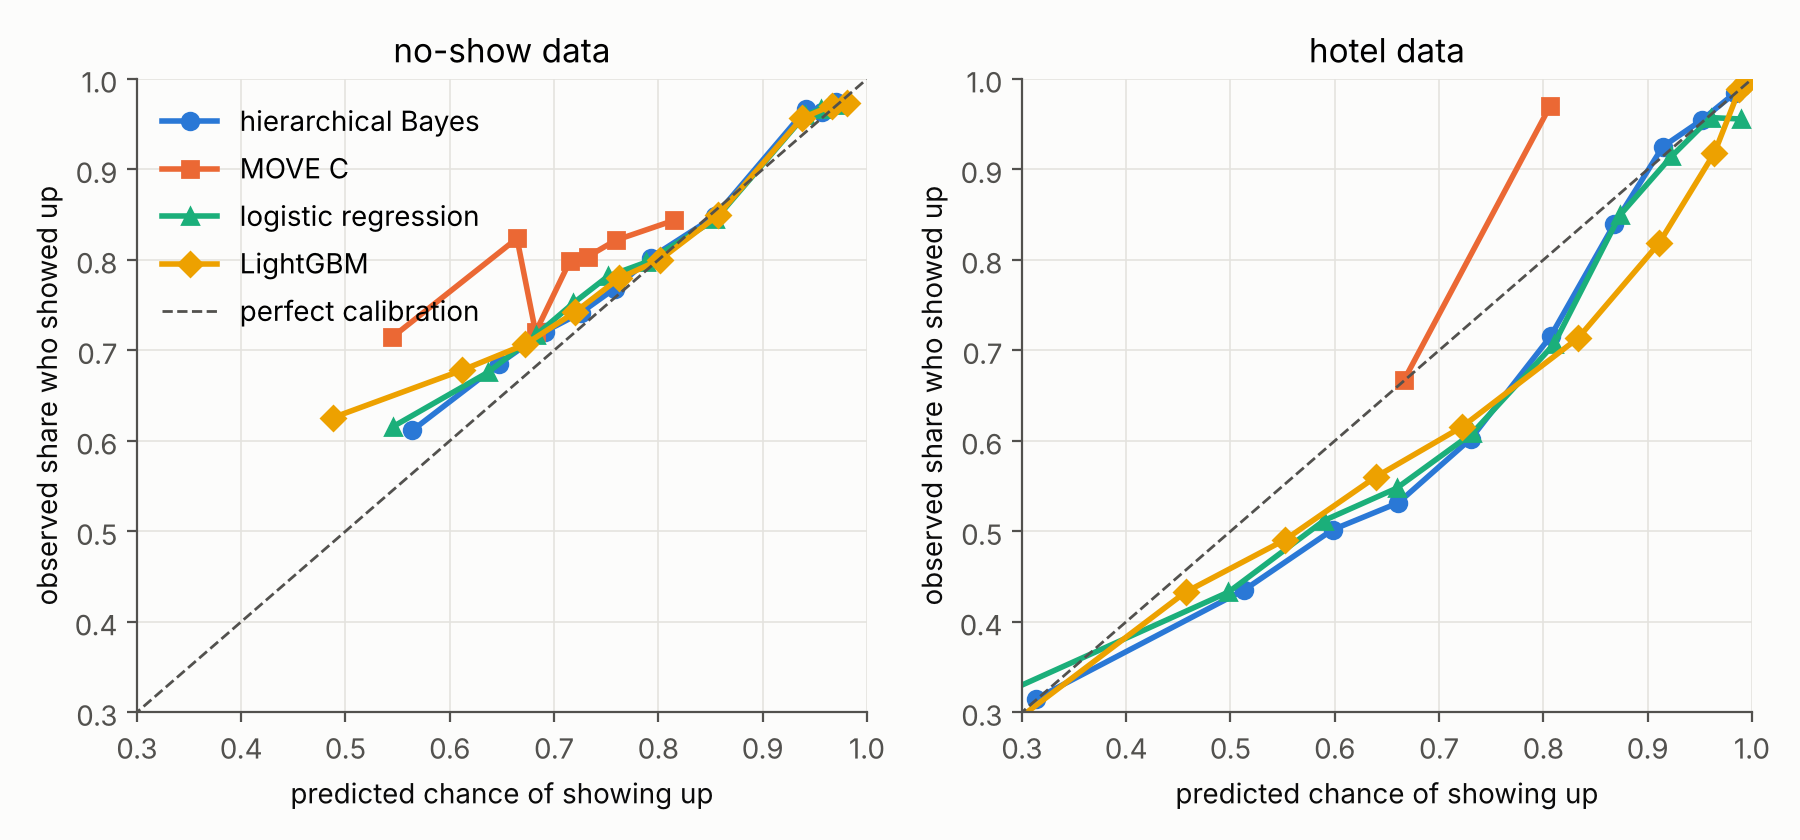 no-show data
1.0
0.9
0.8
0.7
0.6
0.5
0.4
0.3
observed share who showed up
hierarchical Bayes
MOVE C
logistic regression
LightGBM
perfect calibration
0.3 0.4 0.5 0.6 0.7 0.8 0.9 1.0
predicted chance of showing up
hotel data
1.0
0.9
0.8
0.7
0.6
0.5
0.4
0.3
observed share who showed up
0.3 0.4 0.5 0.6 0.7 0.8 0.9 1.0
predicted chance of showing up